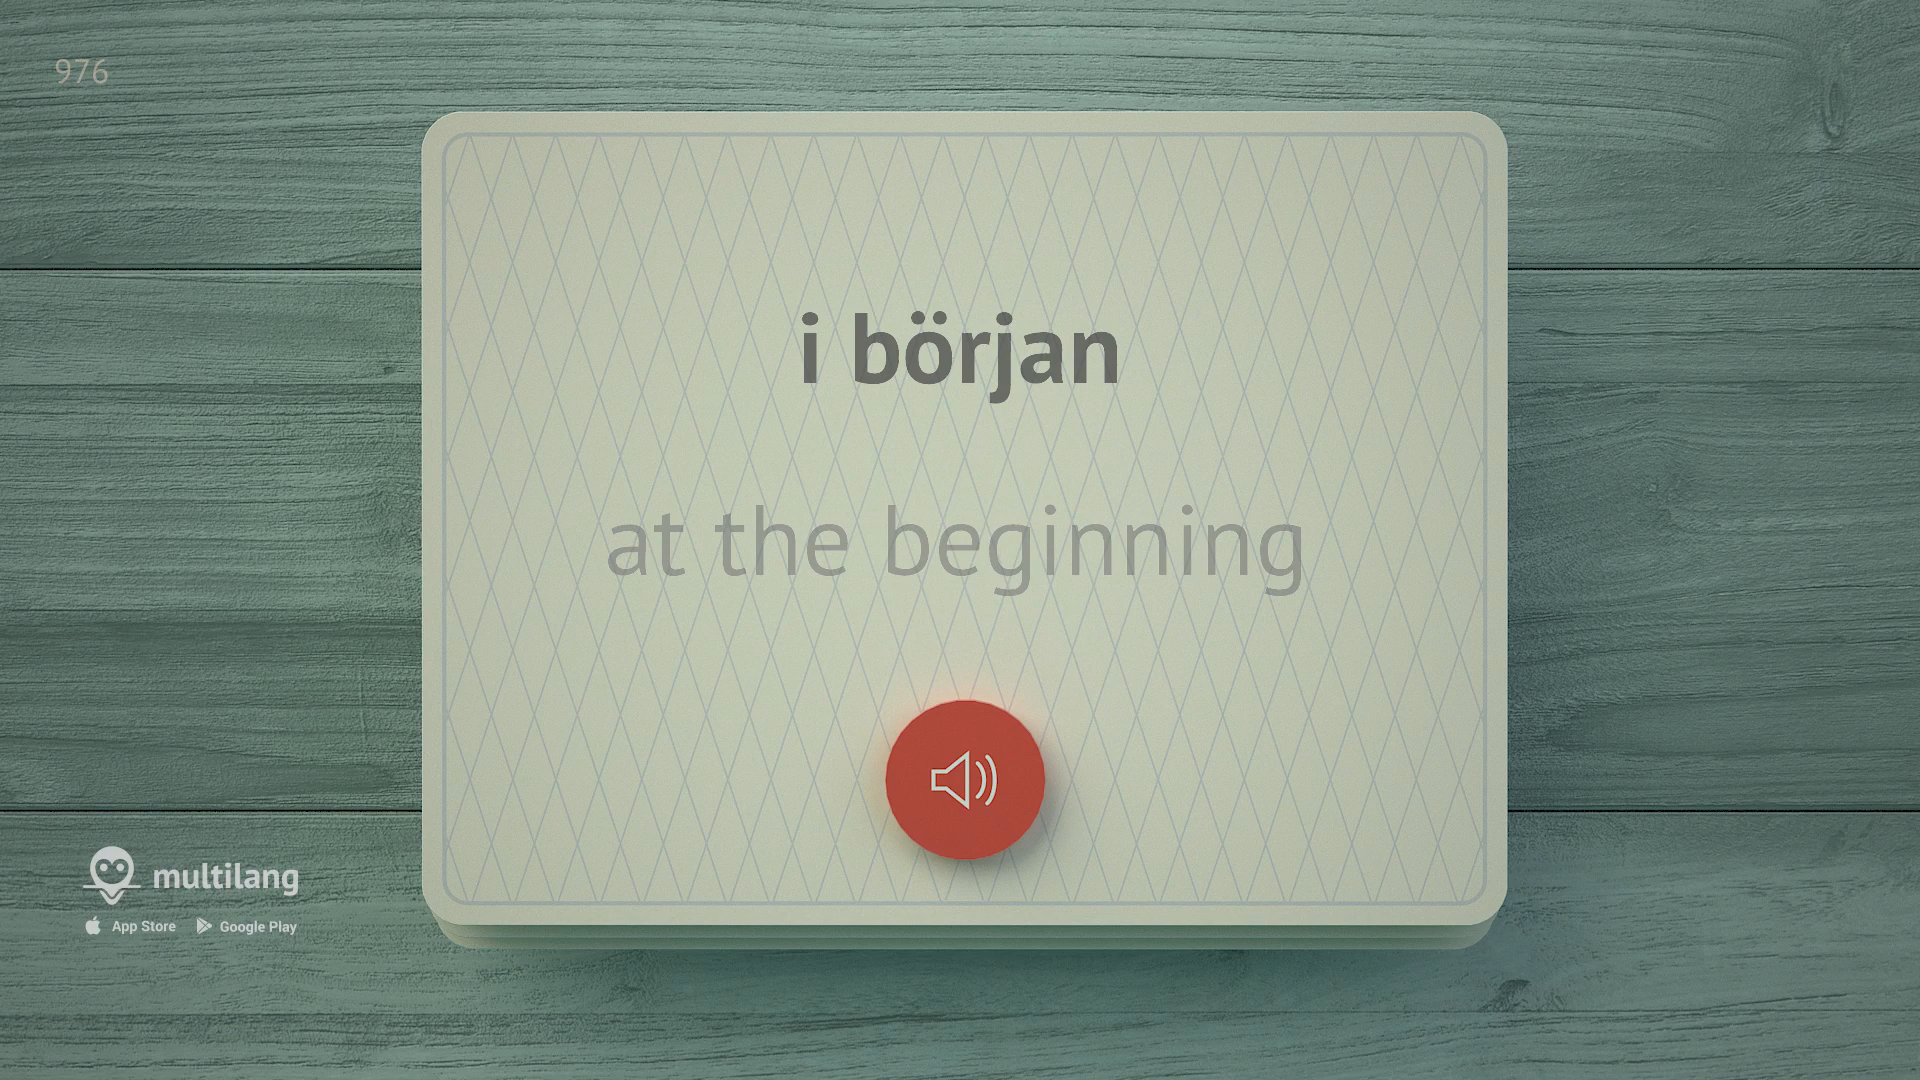 976
i början
at the beginning
multilang
App Store
Google Play